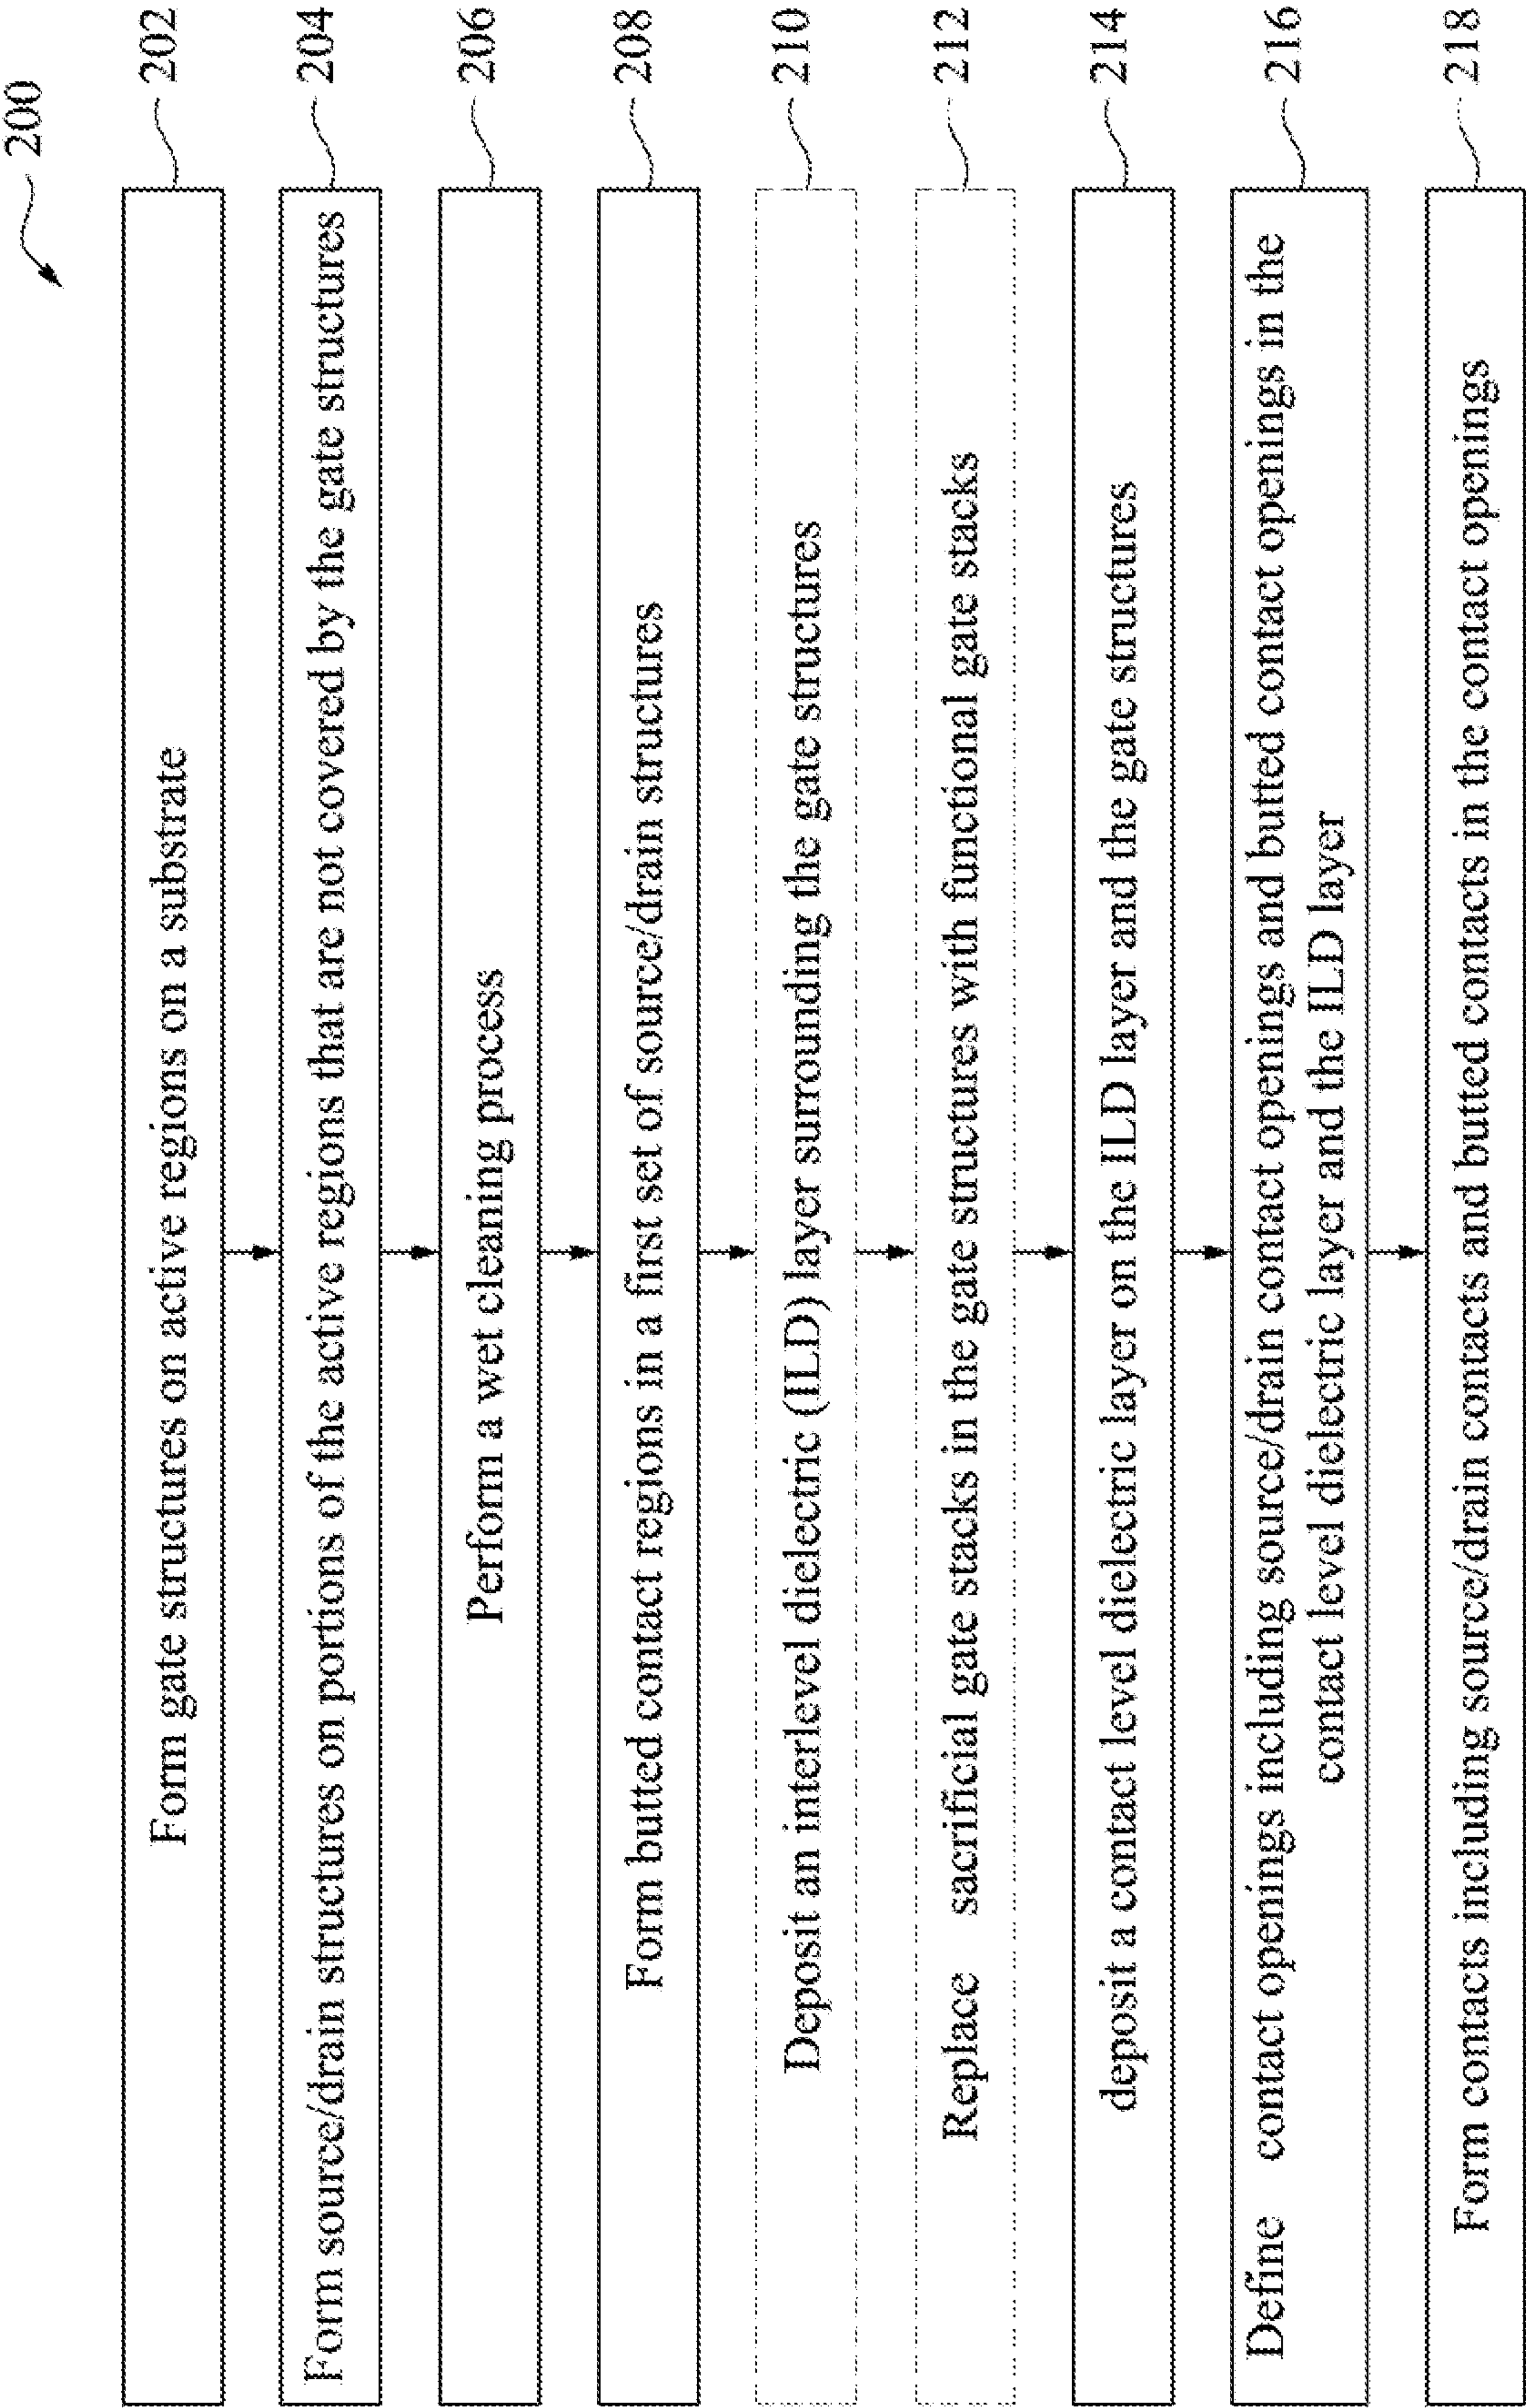 200
Form gate structures on active regions on a substrate
202
Form source/drain structures on portions of the active regions that are not covered by the gate structures
204
Perform a wet cleaning process
206
Form butted contact regions in a first set of source/drain structures
208
Deposit an interlevel dielectric (ILD) layer surrounding the gate structures
210
Replace sacrificial gate stacks in the gate structures with functional gate stacks
212
deposit a contact level dielectric layer on the ILD layer and the gate structures
214
Define contact openings including source/drain contact openings and butted contact openings in the
contact level dielectric layer and the ILD layer
216
Form contacts including source/drain contacts and butted contacts in the contact openings
218